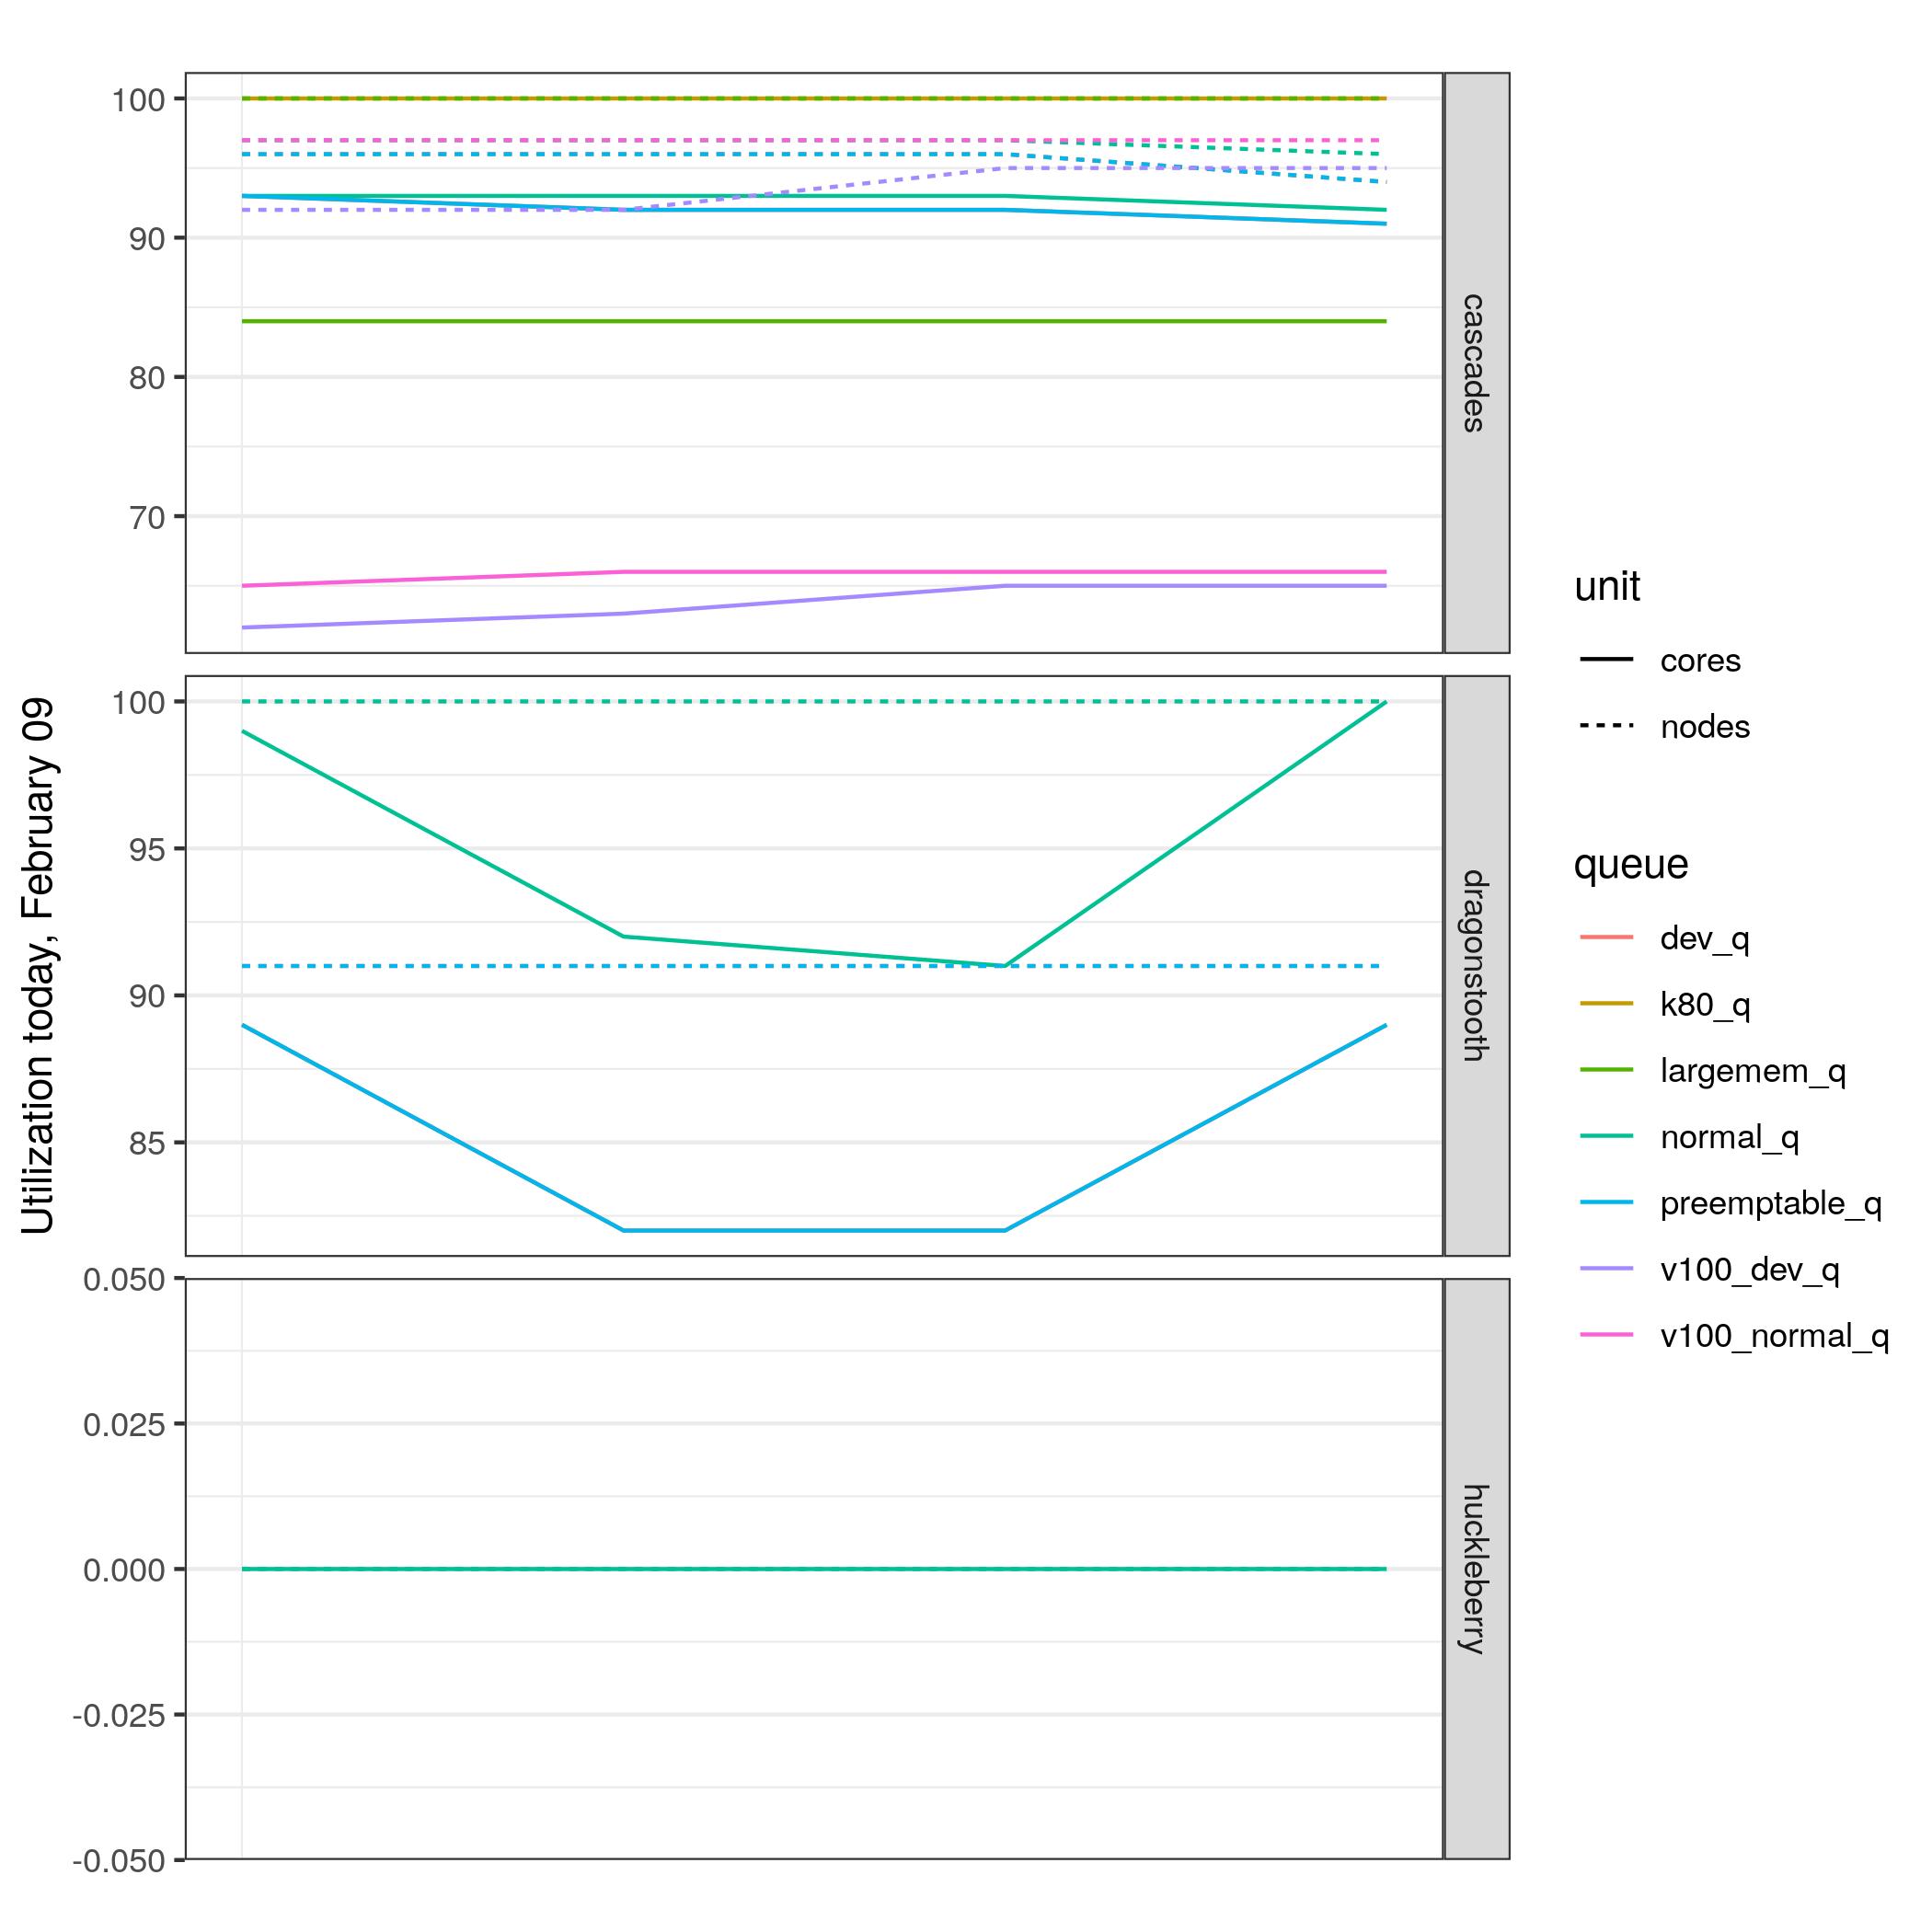 Utilization today, February 09
100
90
80
70
cascades
100
95
90
85
dragonstooth
0.050
0.025
0.000
-0.025
-0.050
huckleberry
unit
cores
nodes
queue
dev_q
k80_q
largemem_q
normal_q
preemptable_q
v100_dev_q
v100_normal_q